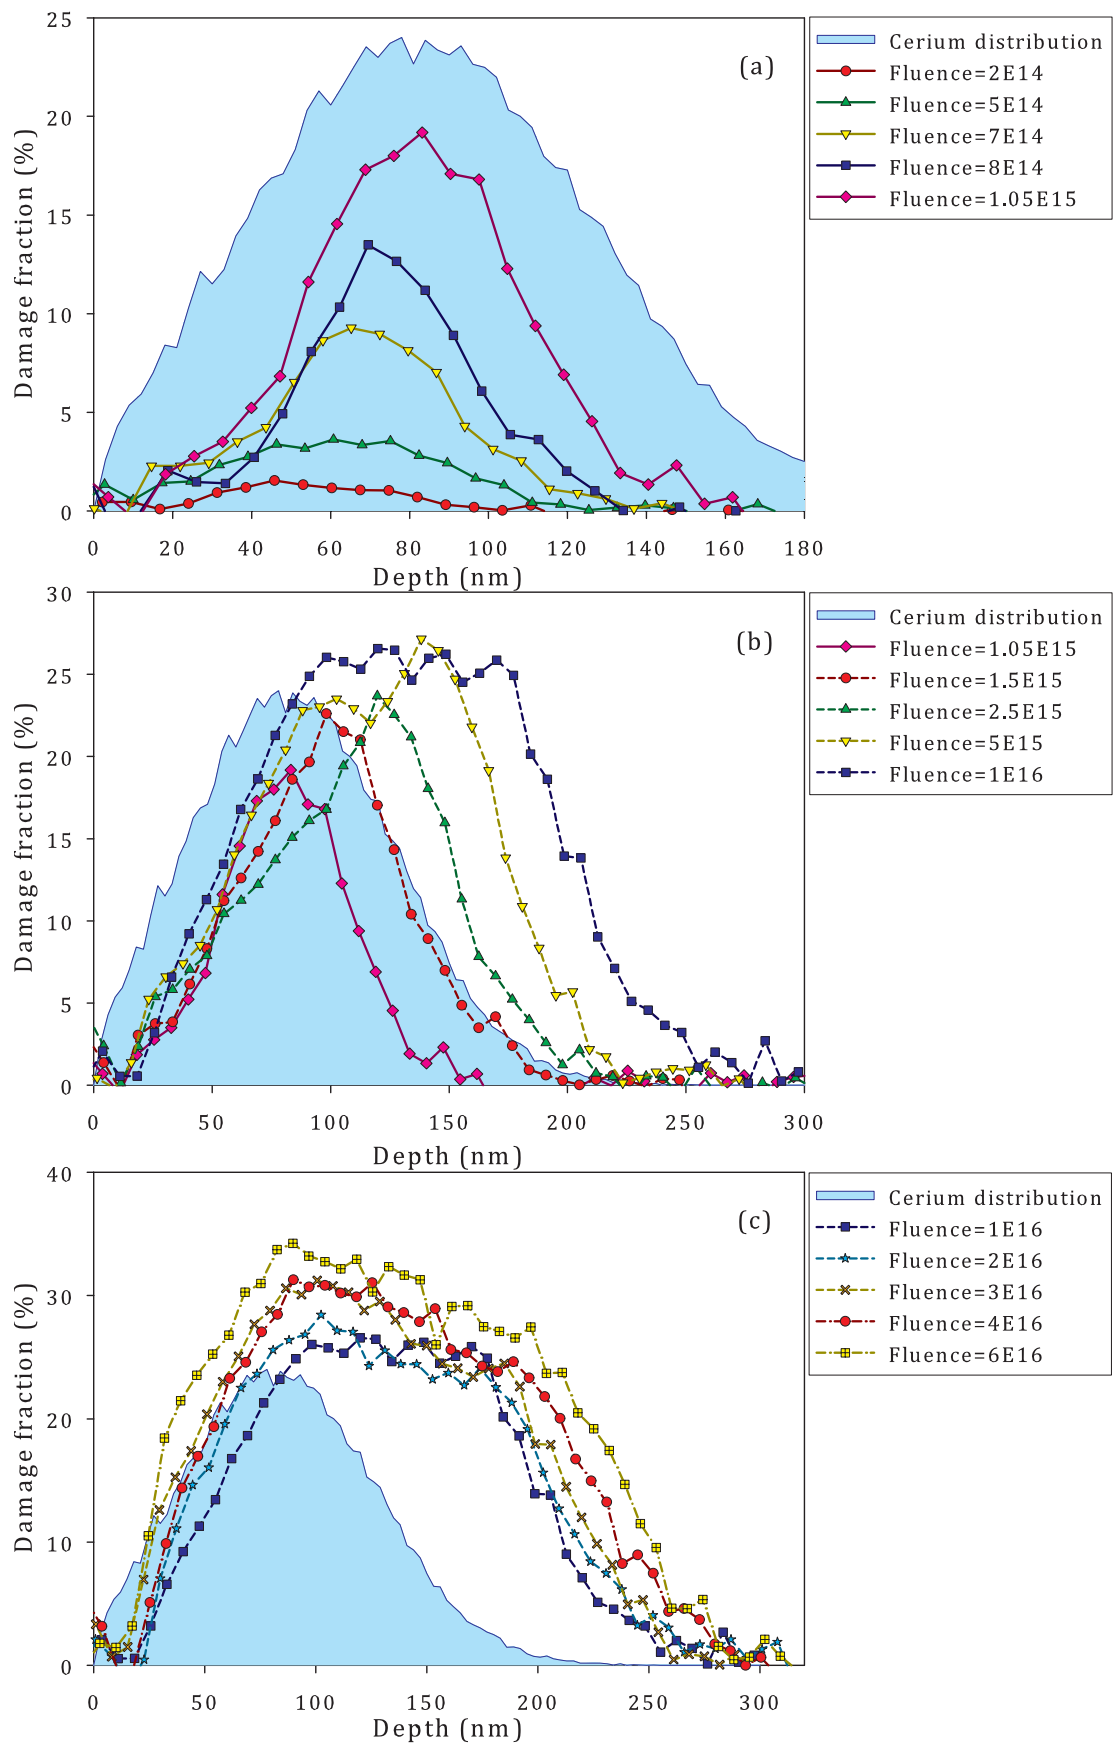 25
20
15
10
5
0
Damage fraction (%)
(a)
0 20 40 60 80 100 120 140 160 180
Depth (nm)
Cerium distribution
Fluence=2E14
Fluence=5E14
Fluence=7E14
Fluence=8E14
Fluence=1.05E15
30
25
20
15
10
5
0
Damage fraction (%)
(b)
0 50 100 150 200 250 300
Depth (nm)
Cerium distribution
Fluence=1.05E15
Fluence=1.5E15
Fluence=2.5E15
Fluence=5E15
Fluence=1E16
40
30
20
10
0
Damage fraction (%)
(c)
0 50 100 150 200 250 300
Depth (nm)
Cerium distribution
Fluence=1E16
Fluence=2E16
Fluence=3E16
Fluence=4E16
Fluence=6E16